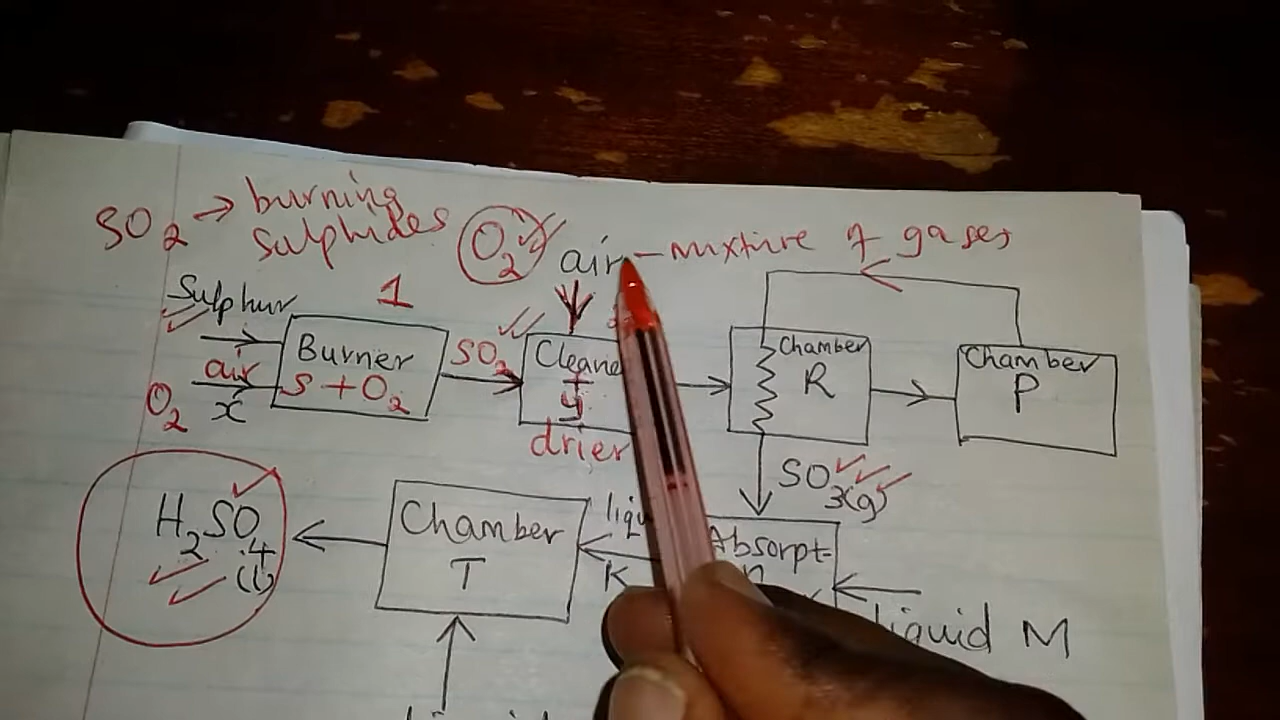 SO2 → burning
sulphides
O2
air – mixture of gases
Sulphur
1
air
O2
x
Burner
S + O2
SO2
+
y
drier
Chamber
R
Chamber
P
SO3(g)
H2SO4
(l)
Chamber
T
K
Absorpt-
liquid M